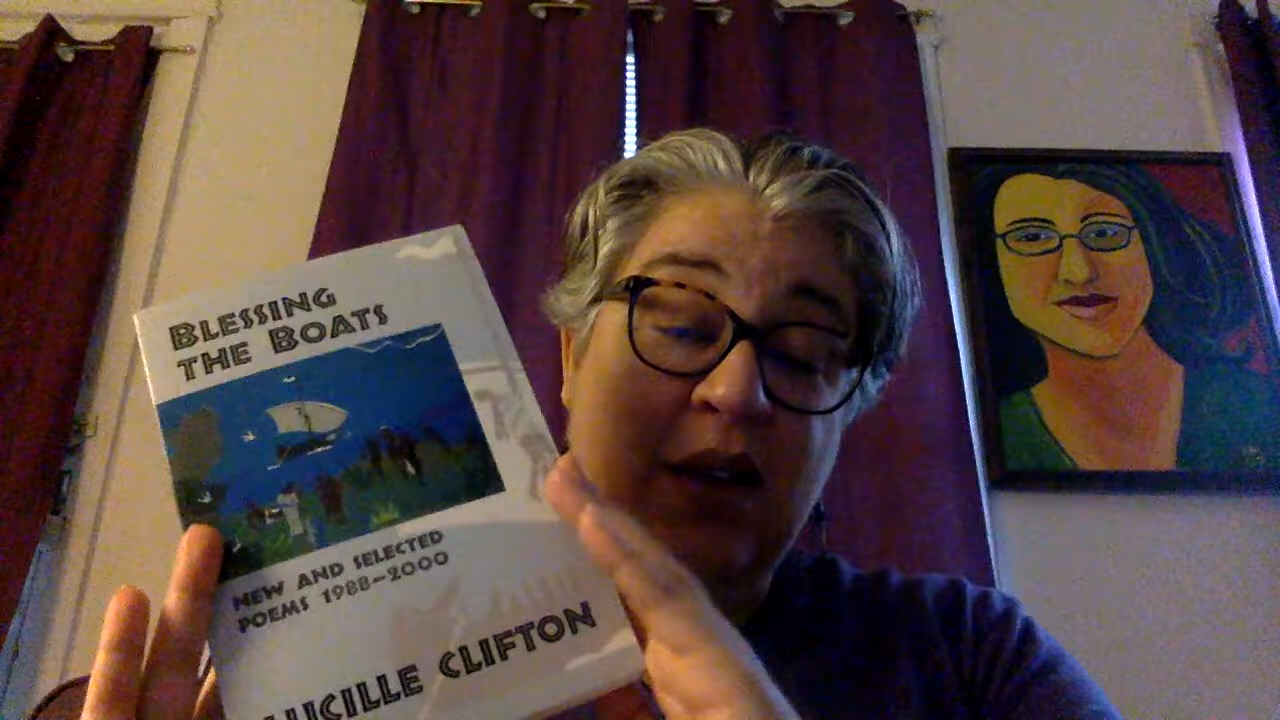 BLESSING
THE BOATS
NEW AND SELECTED
POEMS 1988–2000
LUCILLE CLIFTON